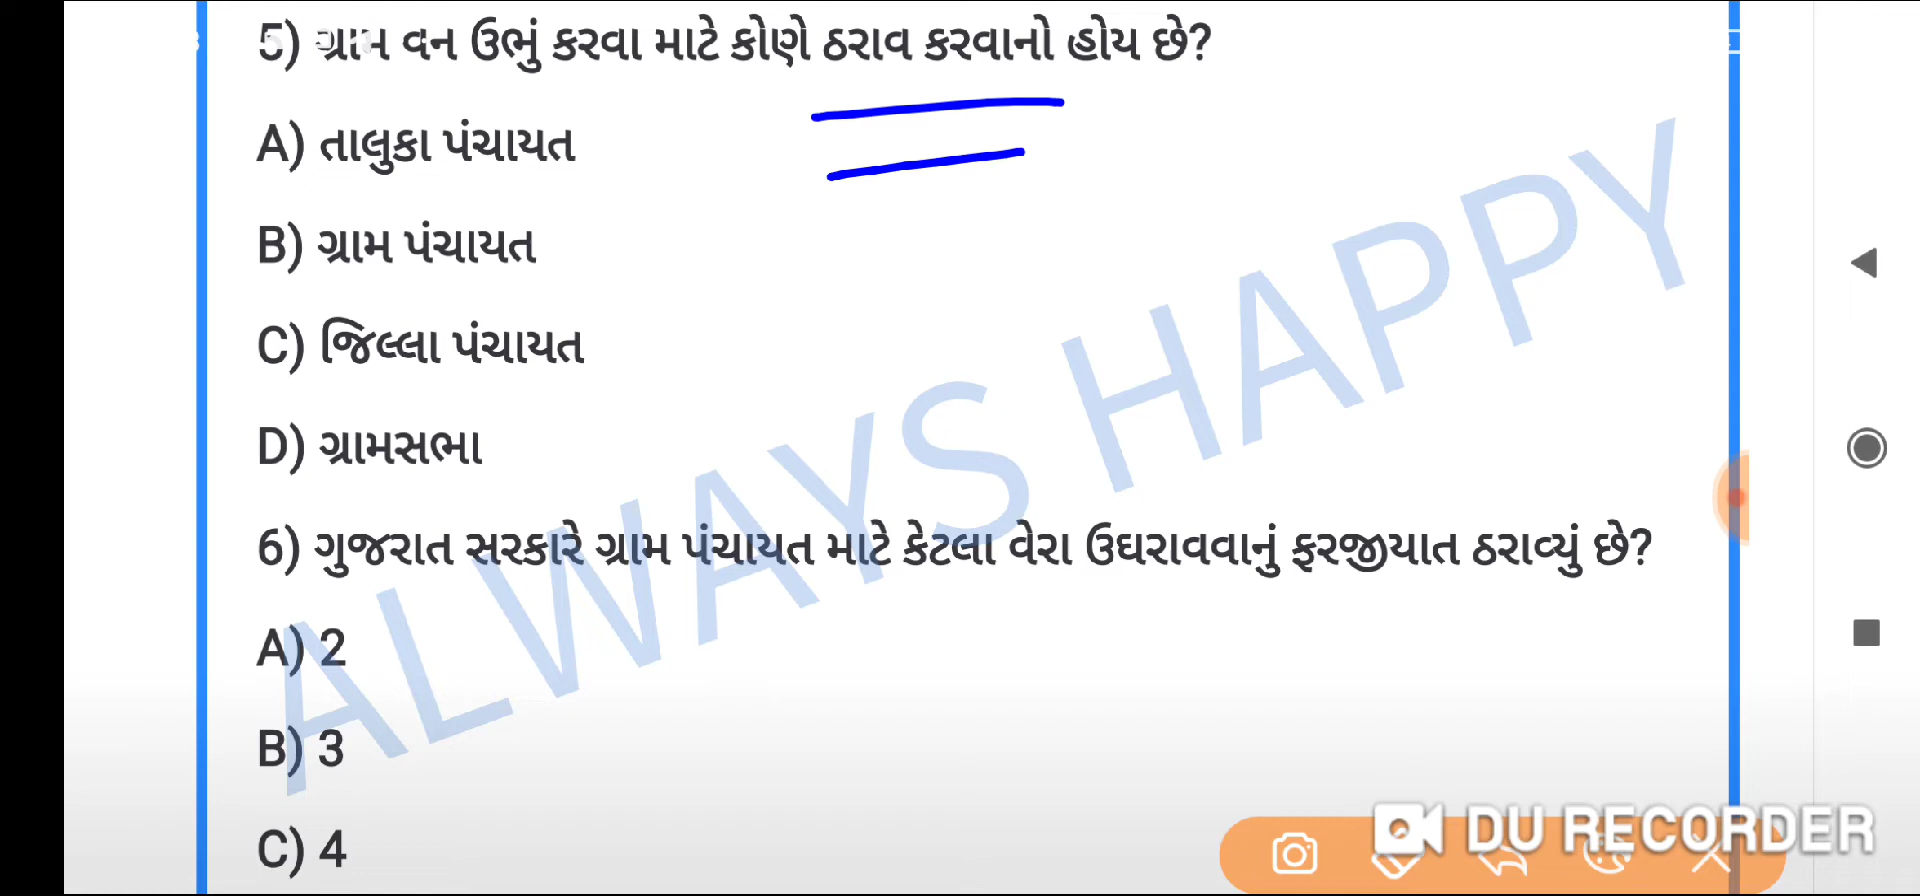 5) ગ્રામ વન ઉભું કરવા માટે કોણે ઠરાવ કરવાનો હોય છે?
A) તાલુકા પંચાયત
B) ગ્રામ પંચાયત
C) જિલ્લા પંચાયત
D) ગ્રામસભા
6) ગુજરાત સરકારે ગ્રામ પંચાયત માટે કેટલા વેરા ઉઘરાવવાનું ફરજીયાત ઠરાવ્યું છે?
A) 2
B) 3
C) 4
ALWAYS HAPPY
DU RECORDER